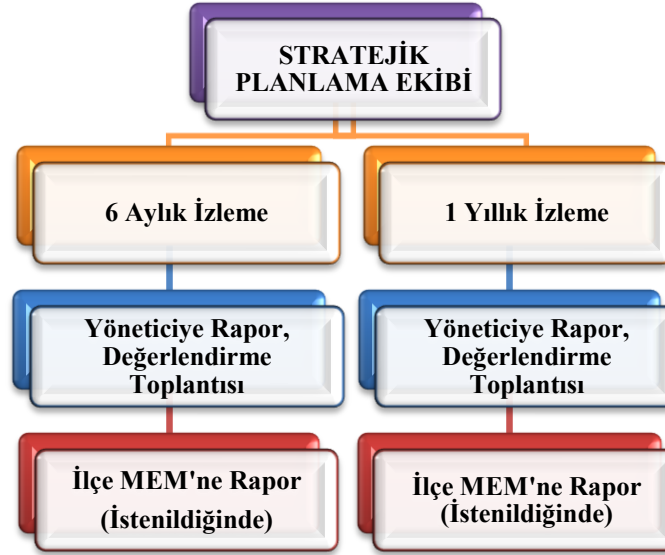 STRATEJİK
PLANLAMA EKİBİ
6 Aylık İzleme
1 Yıllık İzleme
Yöneticiye Rapor,
Değerlendirme
Toplantısı
Yöneticiye Rapor,
Değerlendirme
Toplantısı
İlçe MEM'ne Rapor
(İstenildiğinde)
İlçe MEM'ne Rapor
(İstenildiğinde)